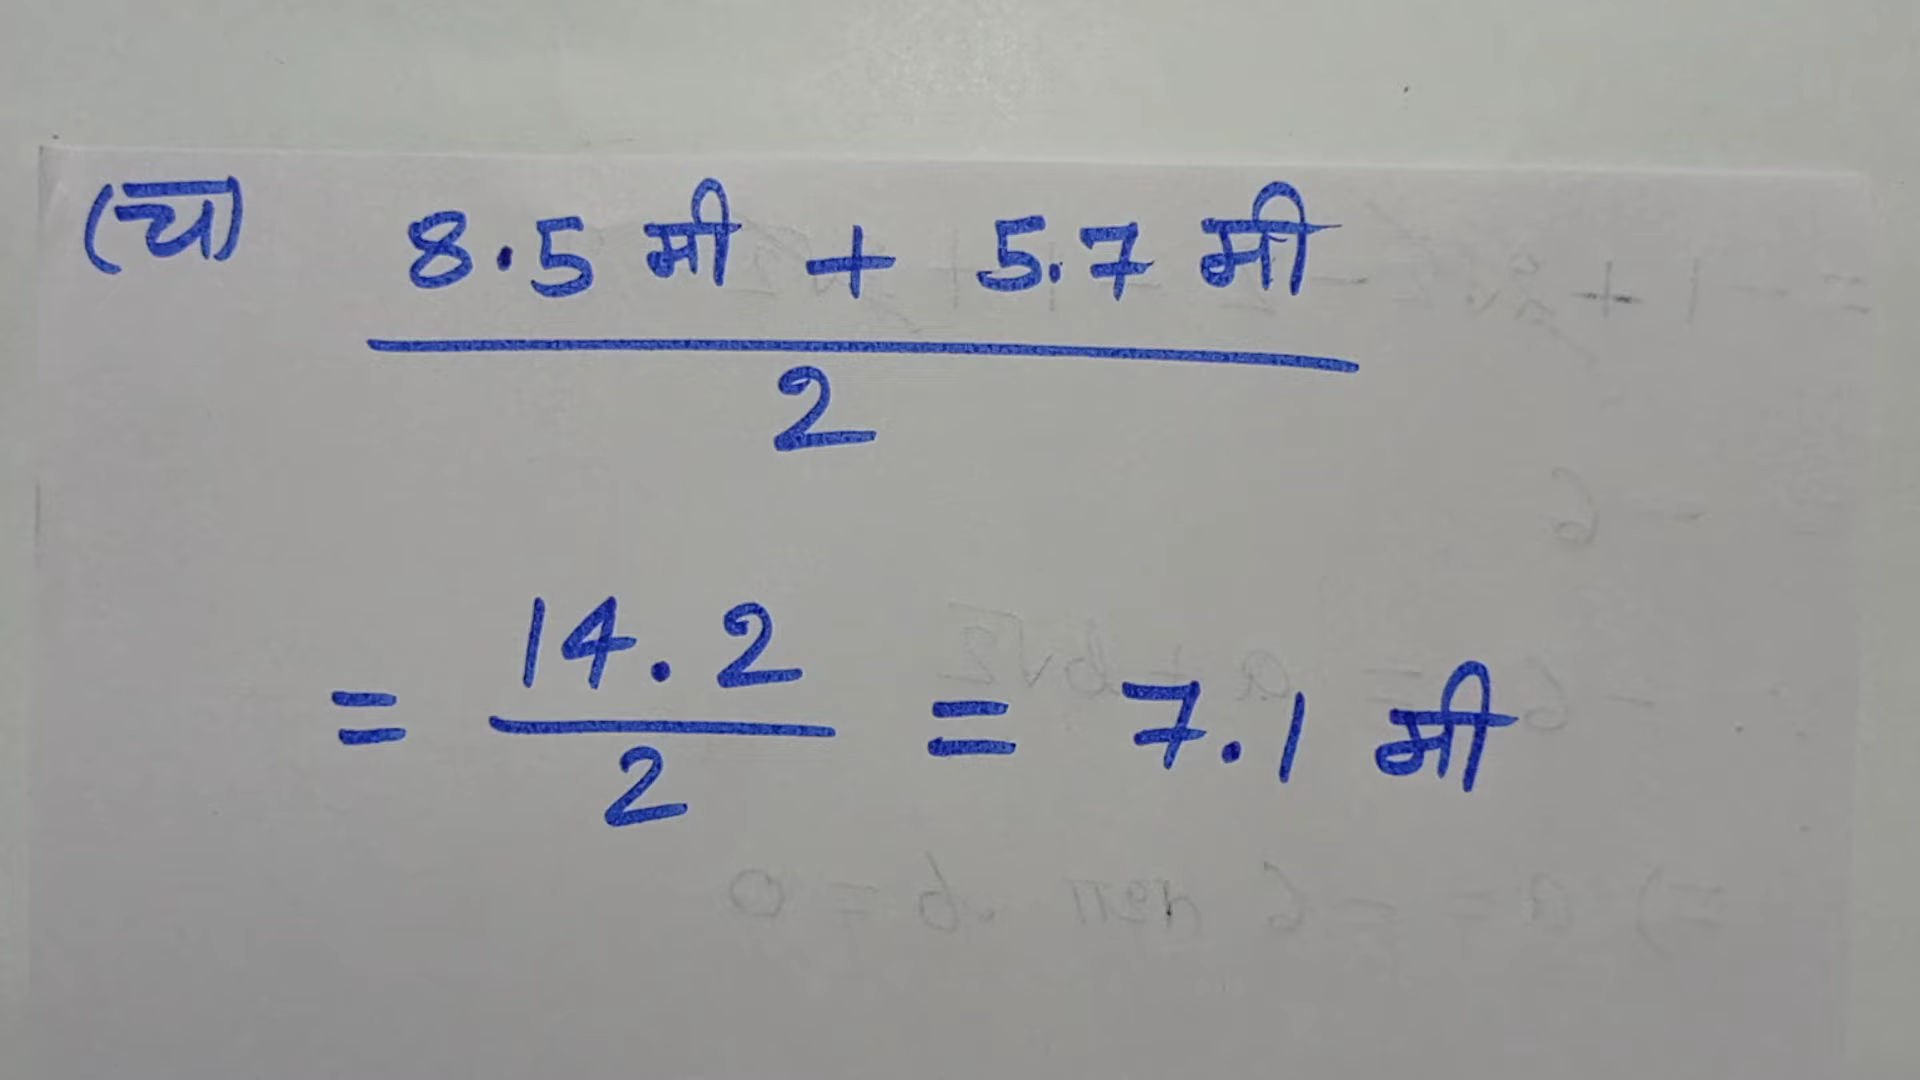 (च) 8.5 मी + 5.7 मी
2
= 14.2 / 2 = 7.1 मी